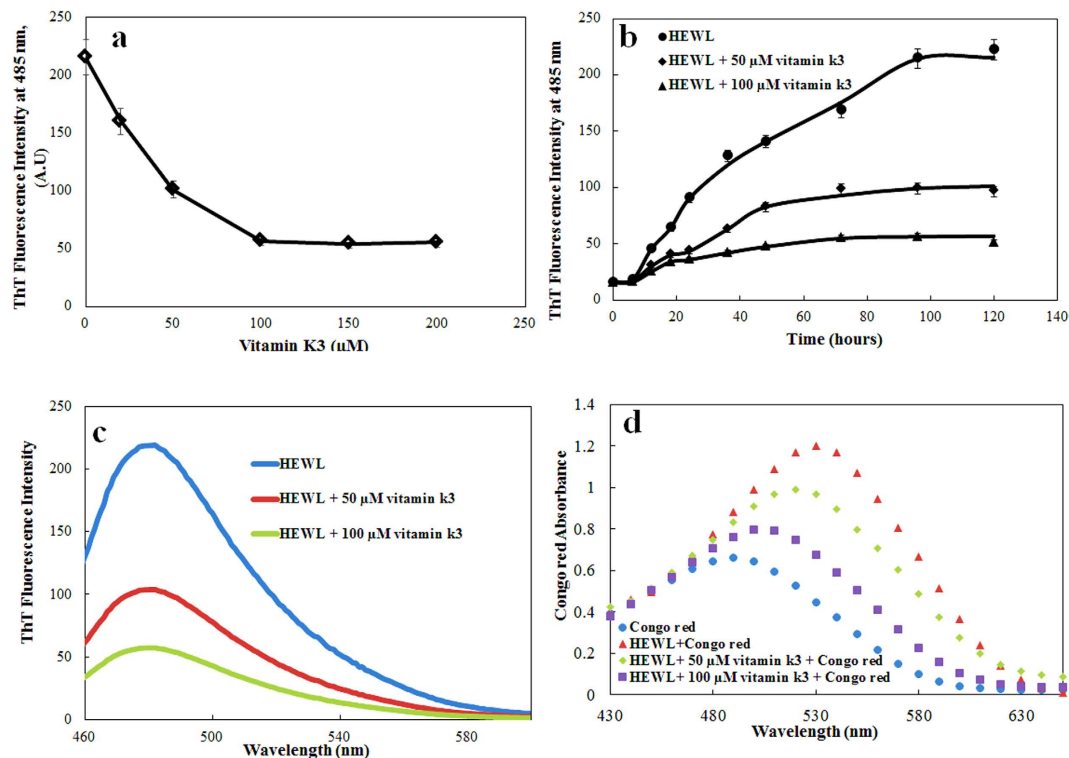 a
ThT Fluorescence Intensity at 485 nm,
(A.U)
250
200
150
100
50
0
0 50 100 150 200 250
Vitamin K3 (μM)
b
ThT Fluorescence Intensity at 485nm
250
200
150
100
50
0
HEWL
HEWL + 50 μM vitamin k3
HEWL + 100 μM vitamin k3
0 20 40 60 80 100 120 140
Time (hours)
c
ThT Fluorescence Intensity
250
200
150
100
50
0
HEWL
HEWL + 50 μM vitamin k3
HEWL + 100 μM vitamin k3
460 500 540 580
Wavelength (nm)
d
Congo red Absorbance
1.4
1.2
1
0.8
0.6
0.4
0.2
0
Congo red
HEWL+Congo red
HEWL+ 50 μM vitamin k3 + Congo red
HEWL+ 100 μM vitamin k3 + Congo red
430 480 530 580 630
Wavelength (nm)